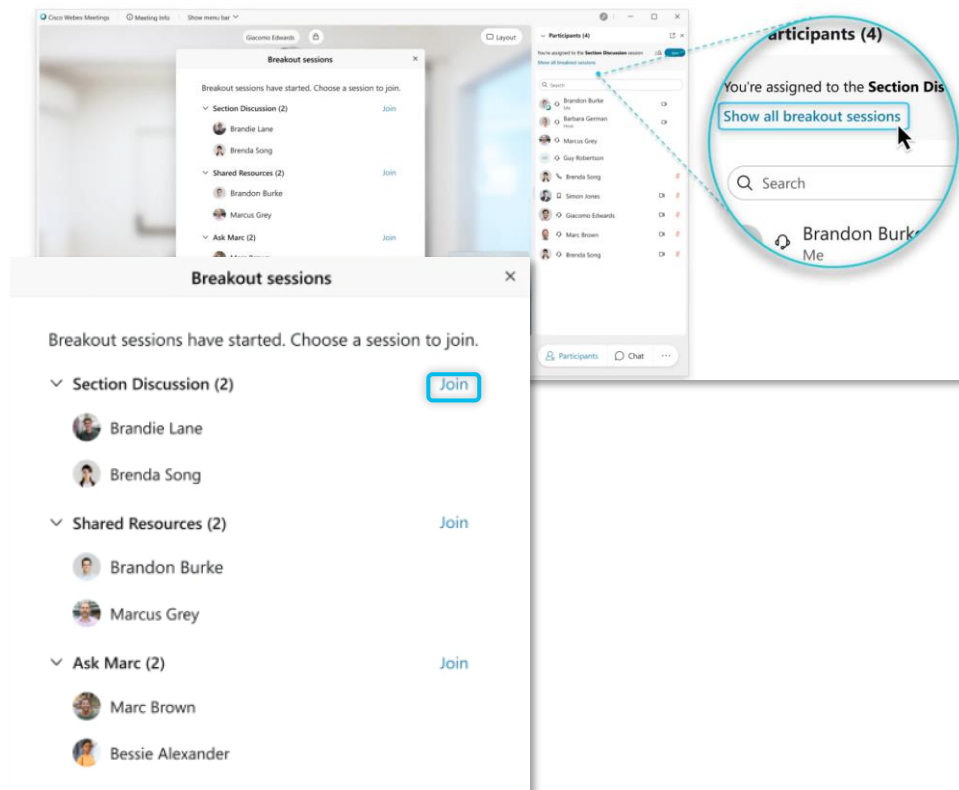 Cisco Webex Meetings
Meeting Info
Show menu bar
Giacomo Edwards
Layout
Breakout sessions
Breakout sessions have started. Choose a session to join.
Section Discussion (2) Join
Brandie Lane
Brenda Song
Shared Resources (2) Join
Brandon Burke
Marcus Grey
Ask Marc (2) Join
Participants (4)
You're assigned to the Section Discussion session
Show all breakout sessions
Search
Brandon Burke
Me
Barbara German
Host
Marcus Grey
Guy Robertson
Brenda Song
Simon Jones
Giacomo Edwards
Marc Brown
Brenda Song
Participants
Chat
articipants (4)
You're assigned to the Section Dis
Show all breakout sessions
Search
Brandon Burke
Me
Breakout sessions
Breakout sessions have started. Choose a session to join.
Section Discussion (2) Join
Brandie Lane
Brenda Song
Shared Resources (2) Join
Brandon Burke
Marcus Grey
Ask Marc (2) Join
Marc Brown
Bessie Alexander